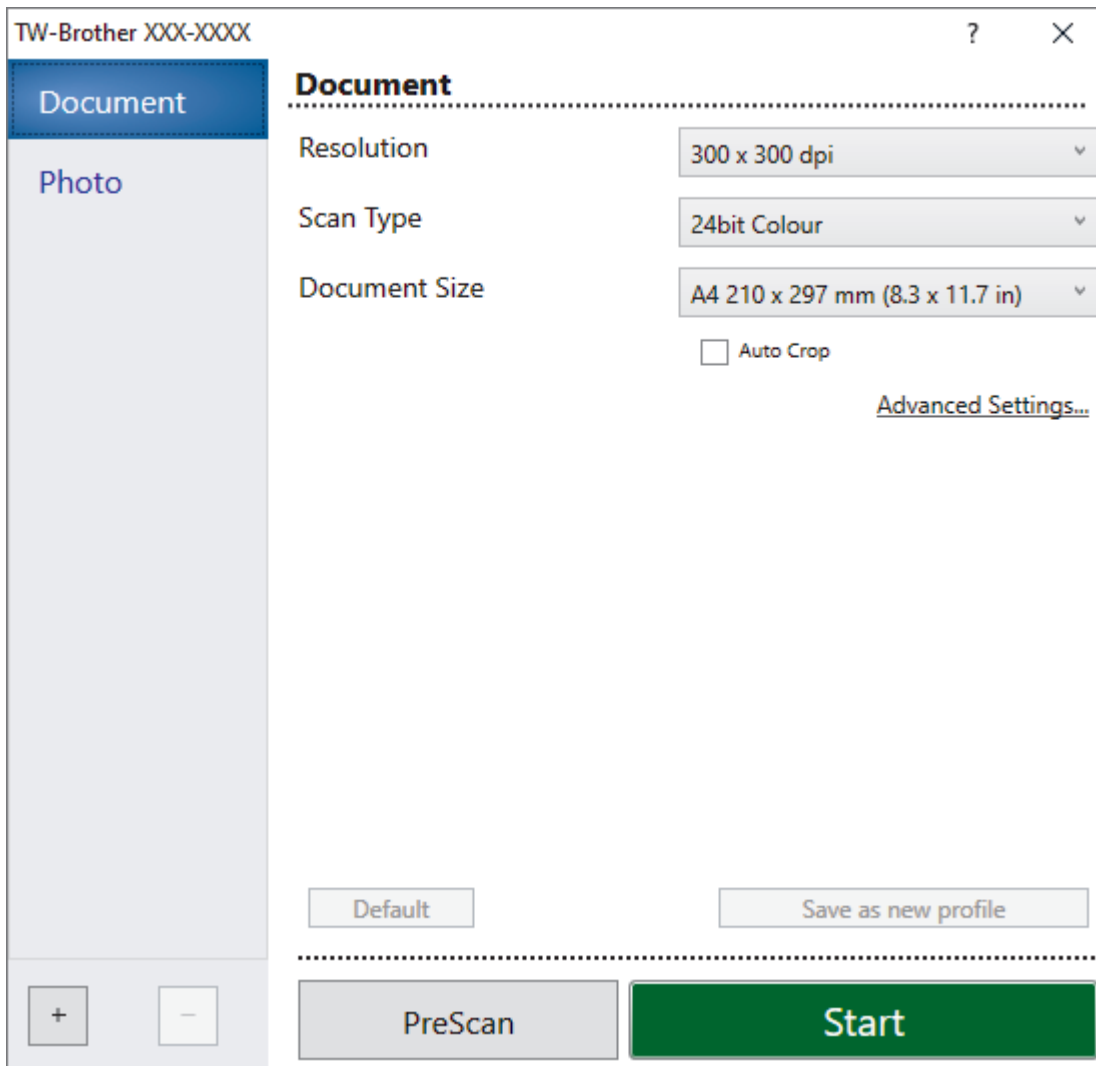 TW-Brother XXX-XXXX ?
Document
Photo
Document
Resolution 300 x 300 dpi
Scan Type 24bit Colour
Document Size A4 210 x 297 mm (8.3 x 11.7 in)
Auto Crop
Advanced Settings...
Default Save as new profile
+ − PreScan Start